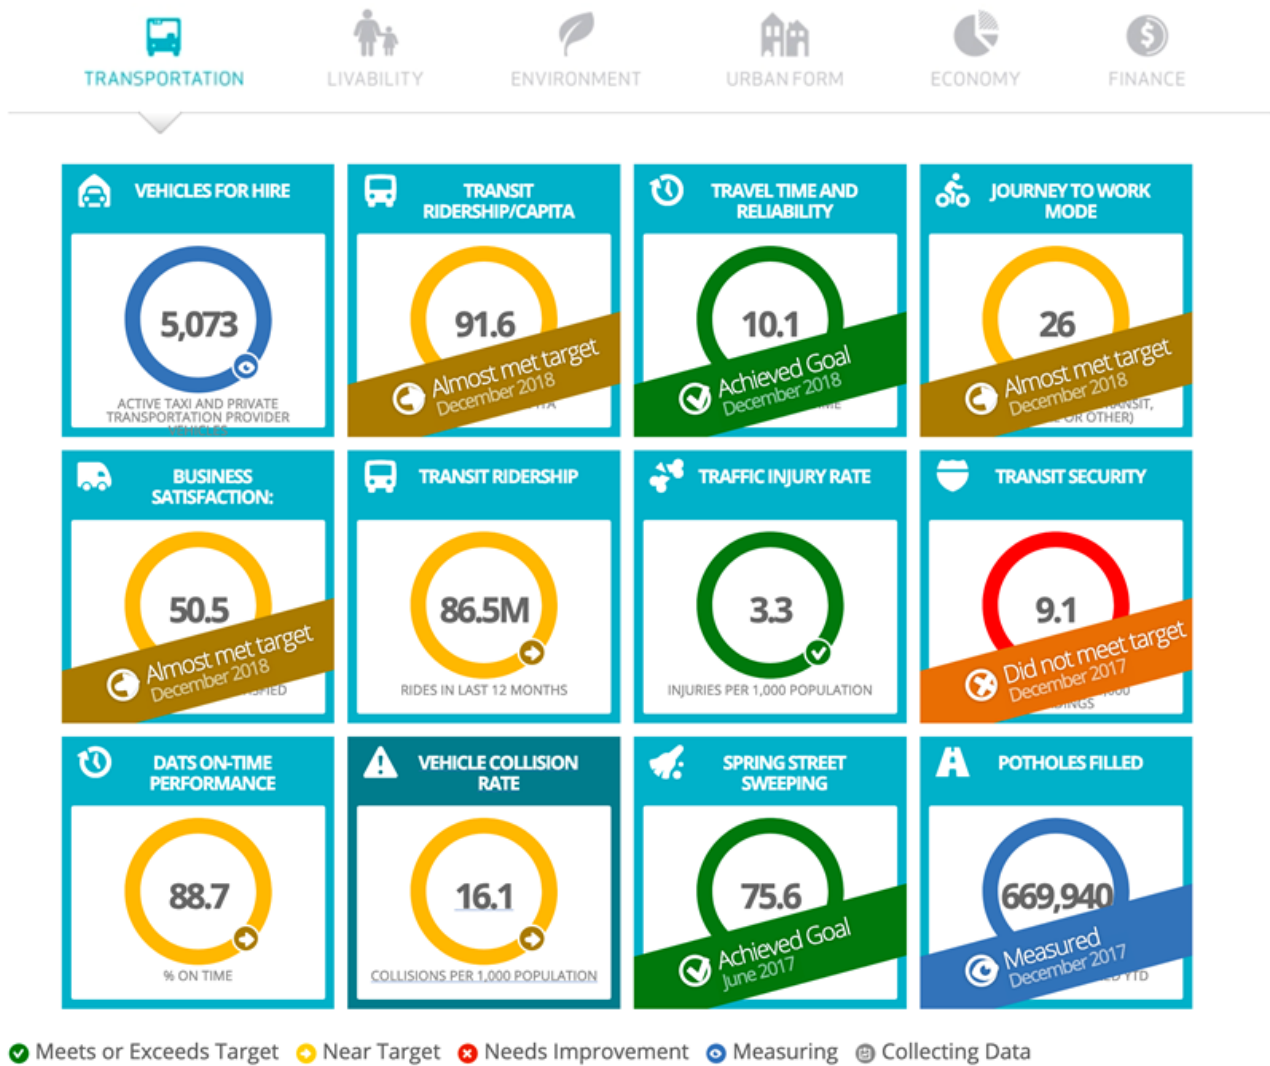 TRANSPORTATION
LIVABILITY
ENVIRONMENT
URBAN FORM
ECONOMY
FINANCE
VEHICLES FOR HIRE
5,073
ACTIVE TAXI AND PRIVATE
TRANSPORTATION PROVIDER
VEHICLES
TRANSIT
RIDERSHIP/CAPITA
91.6
Almost met target
December 2018
TRAVEL TIME AND
RELIABILITY
10.1
Achieved Goal
December 2018
JOURNEY TO WORK
MODE
26
Almost met target
December 2018
OR OTHER)
BUSINESS
SATISFACTION:
50.5
Almost met target
December 2018
TRANSIT RIDERSHIP
86.5M
RIDES IN LAST 12 MONTHS
TRAFFIC INJURY RATE
3.3
INJURIES PER 1,000 POPULATION
TRANSIT SECURITY
9.1
Did not meet target
December 2017
DATS ON-TIME
PERFORMANCE
88.7
% ON TIME
VEHICLE COLLISION
RATE
16.1
COLLISIONS PER 1,000 POPULATION
SPRING STREET
SWEEPING
75.6
Achieved Goal
June 2017
POTHOLES FILLED
669,940
Measured
December 2017
YTD
Meets or Exceeds Target
Near Target
Needs Improvement
Measuring
Collecting Data